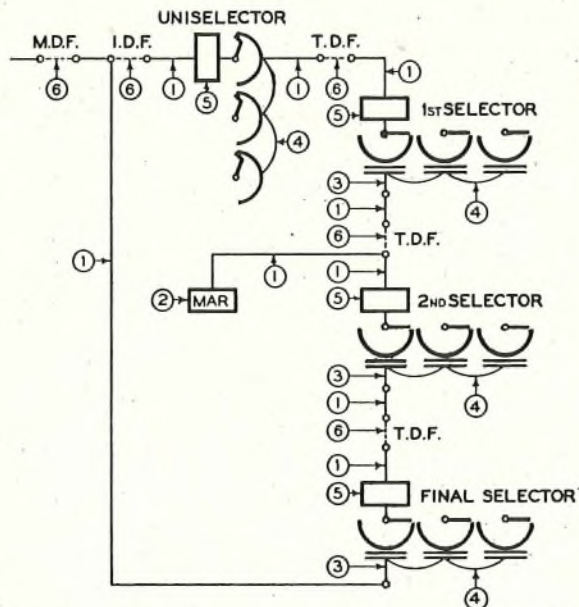 UNISELECTOR
M.D.F. I.D.F. T.D.F.
6 6 1 5 1 6 1
5 1ST SELECTOR
4
3
1 4
6 T.D.F.
1 1 1
2 MAR 5 2ND SELECTOR
3
1 4
6 T.D.F.
1
5 FINAL SELECTOR
3
4